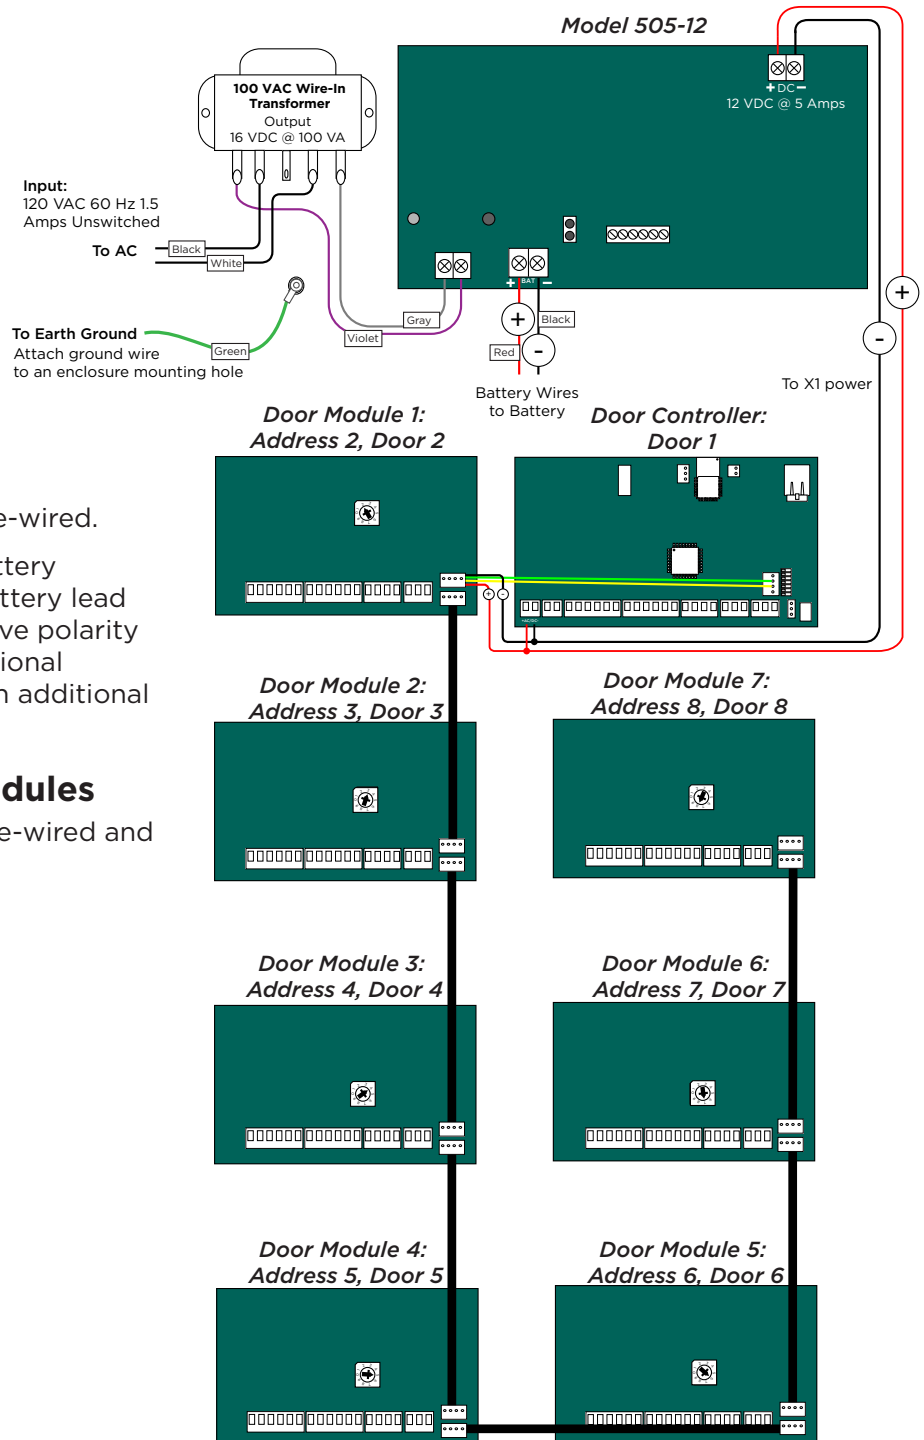 Model 505-12
+ DC −
12 VDC @ 5 Amps
100 VAC Wire-In
Transformer
Output
16 VDC @ 100 VA
Input:
120 VAC 60 Hz 1.5
Amps Unswitched
To AC
Black
White
To Earth Ground
Attach ground wire
to an enclosure mounting hole
Green
Gray
Violet
+ BAT −
+
Black
Red
-
Battery Wires
to Battery
+
-
To X1 power
Door Module 1:
Address 2, Door 2
Door Controller:
Door 1
+ -
+AC/DC-
e-wired.
ttery
ttery lead
ve polarity
ional
n additional
dules
e-wired and
Door Module 2:
Address 3, Door 3
Door Module 7:
Address 8, Door 8
Door Module 3:
Address 4, Door 4
Door Module 6:
Address 7, Door 7
Door Module 4:
Address 5, Door 5
Door Module 5:
Address 6, Door 6